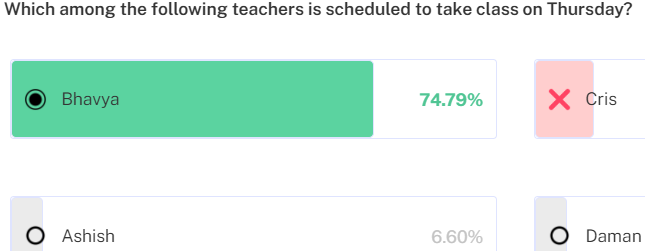 Which among the following teachers is scheduled to take class on Thursday?
Bhavya 74.79% Cris
Ashish 6.60% Daman